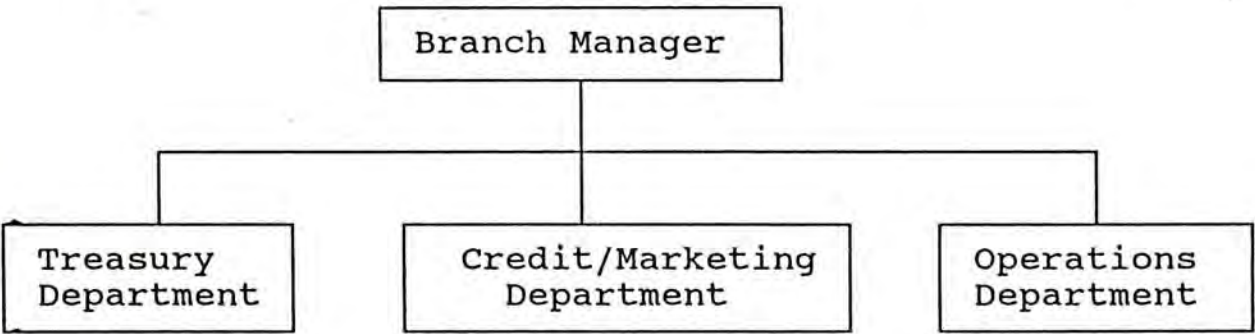 Branch Manager
Treasury
Department
Credit/Marketing
Department
Operations
Department